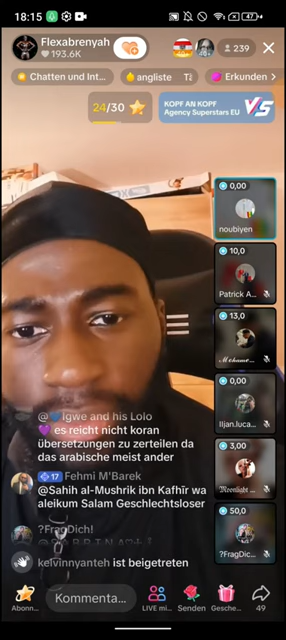 18:15
47
Flexabrenyah
193.6K
239
Chatten und Int...
angliste
Erkunden >
24/30
KOPF AN KOPF
Agency Superstars EU
VS
0,00
noubiyen
10,0
Patrick A...
13,0
0,00
lljan.luca...
3,00
50,0
?FragDic...
@💙Igwe and his Lolo
💜 es reicht nicht koran
übersetzungen zu zerteilen da
das arabische meist ander
17 Fehmi M'Barek
@Sahih al-Mushrik ibn Kafhīr wa
aleikum Salam Geschlechtsloser
?FragDich!
kelvinnyanteh ist beigetreten
Abonn...
Kommenta...
LIVE mi...
Senden
Gesche...
49